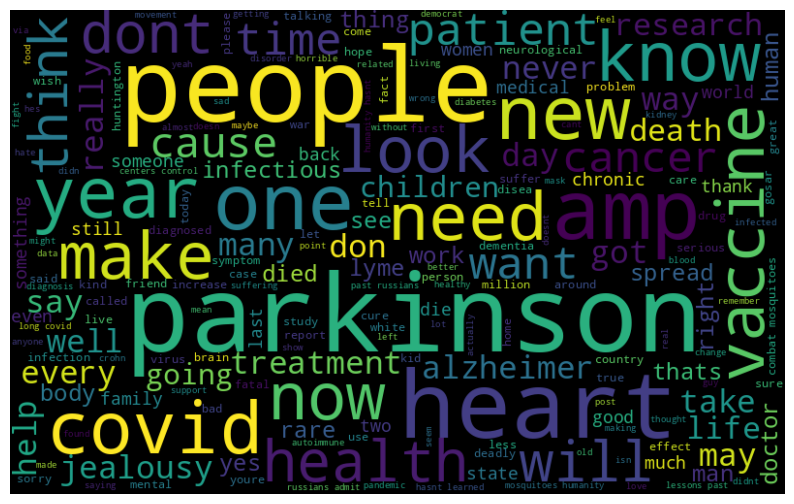 movement
getting
talking
please
democrat
via
yeah
disorder
horrible
dont
time
come
hope
thing
women
patient
neurological
feel
related
living
research
know
food
wish
think
really
huntington
people
sad
fact
never
medical
diabetes
wrong
problem
way
world
human
fight
hate
almost
doesnt
maybe
war
cause
look
without
first
new
death
kidney
great
someone
back
infectious
centers control
day
cancer
vaccine
year
one
children
see
suffer
disea
chronic
care
thank
gosar
didn
today
tell
need
amp
drug
mask
infected
still
diagnosed
many
let
don
dementia
doesnt
serious
something
might
data
make
symptom
point
want
got
blood
said
kind
case
died
lyme
work
better
person
spread
right
combat mosquitoes
diagnosis
friend
increase
suffering
past russians
healthy
million
around
remember
even
say
called
mean
parkinson
die
live
anyone
long covid
well
last
study
cure
white
lot
actually
home
real
change
infection
crohn
virus
report
left
show
brain
treatment
kid
alzheimer
country
thats
sure
every
going
fatal
true
guy
help
body
family
now
heart
post
thought
take
covid
support
bad
two
rare
seem
good
making
life
doctor
found
autoimmune
use
less
effect
made
jealousy
yes
health
deadly
will
may
sorry
mental
youre
state
old
isn
much
man
didnt
saying
russians admit
pandemic
hasnt learned
mosquitoes humanity
love
lessons past